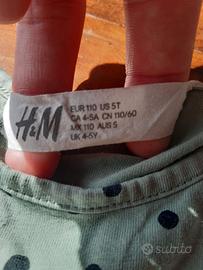 H&M
EUR 110 US 5T
CA 4-5A CN 110/60
MX 110 AUS 5
UK 4-5Y
subito